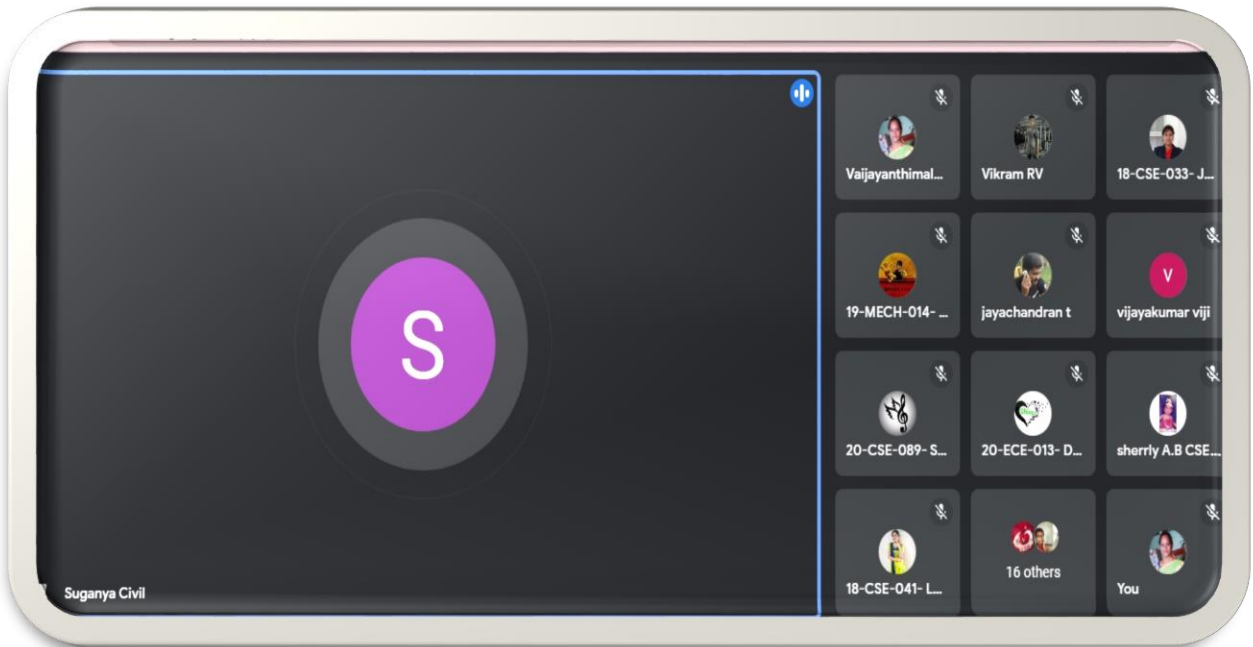 S
Suganya Civil
Vaijayanthimal...
Vikram RV
18-CSE-033- J...
19-MECH-014- ...
jayachandran t
V
vijayakumar viji
20-CSE-089- S...
20-ECE-013- D...
sherrly A.B CSE...
18-CSE-041- L...
16 others
You